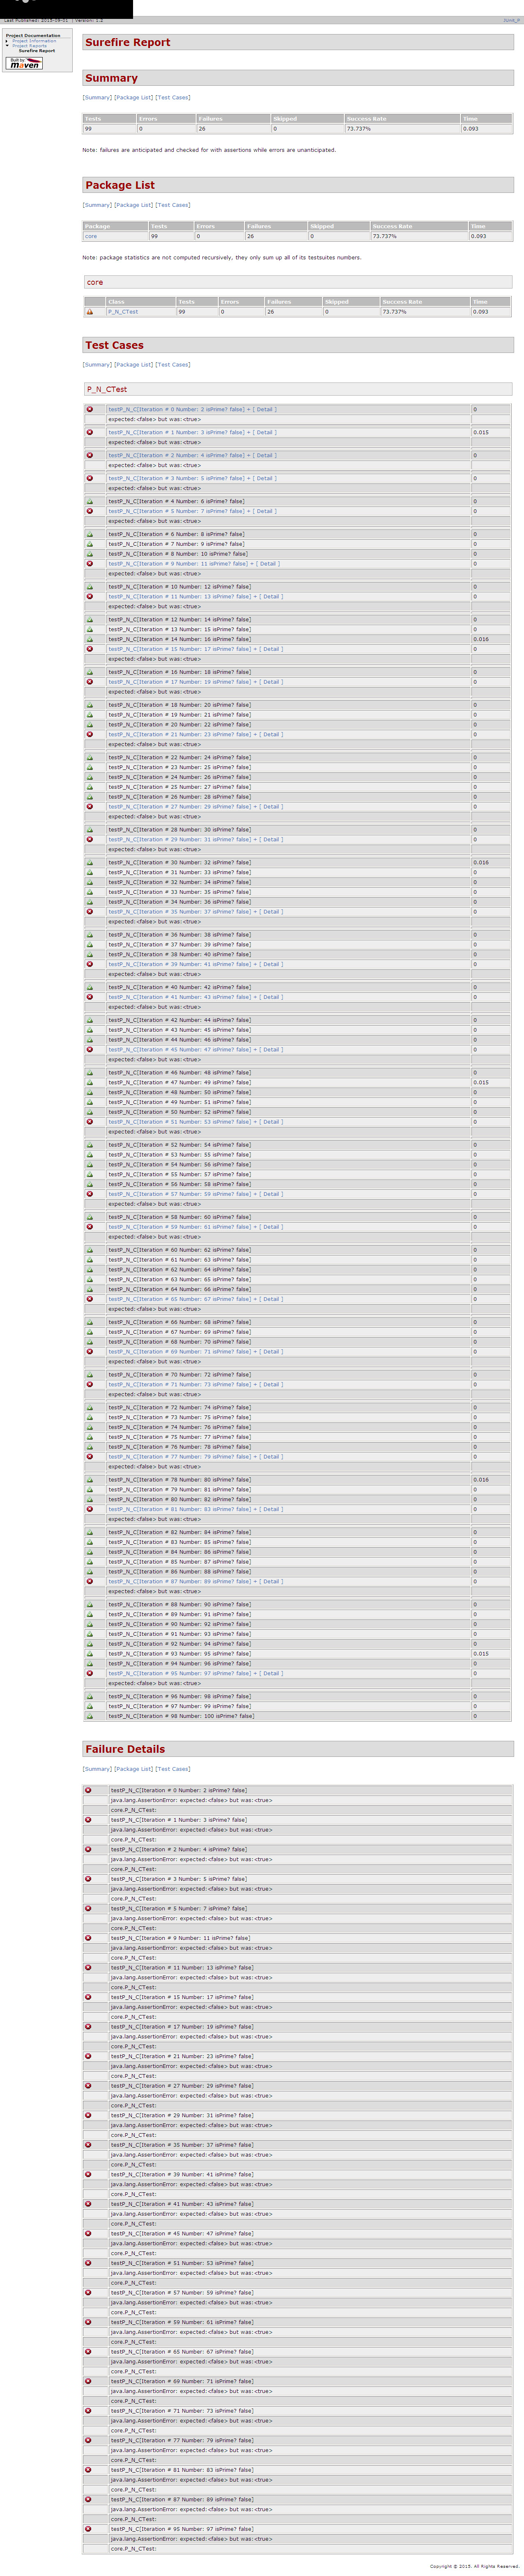 Last Published: 2015-09-01 | Version: 1.2
Project Documentation
Project Information
Project Reports
Surefire Report
Built by maven
Surefire Report
Summary
[Summary] [Package List] [Test Cases]
Tests Errors Failures Skipped Success Rate Time
99 0 26 0 73.737% 0.093
Note: failures are anticipated and checked for with assertions while errors are unanticipated.
Package List
[Summary] [Package List] [Test Cases]
Package Tests Errors Failures Skipped Success Rate Time
core 99 0 26 0 73.737% 0.093
Note: package statistics are not computed recursively, they only sum up all of its testsuites numbers.
core
Class Tests Errors Failures Skipped Success Rate Time
P_N_CTest 99 0 26 0 73.737% 0.093
Test Cases
[Summary] [Package List] [Test Cases]
P_N_CTest
testP_N_C[Iteration # 0 Number: 2 isPrime? false] + [ Detail ] 0
expected:<false> but was:<true>
testP_N_C[Iteration # 1 Number: 3 isPrime? false] + [ Detail ] 0.015
expected:<false> but was:<true>
testP_N_C[Iteration # 2 Number: 4 isPrime? false] + [ Detail ] 0
expected:<false> but was:<true>
testP_N_C[Iteration # 3 Number: 5 isPrime? false] + [ Detail ] 0
expected:<false> but was:<true>
testP_N_C[Iteration # 4 Number: 6 isPrime? false] 0
testP_N_C[Iteration # 5 Number: 7 isPrime? false] + [ Detail ] 0
expected:<false> but was:<true>
testP_N_C[Iteration # 6 Number: 8 isPrime? false] 0
testP_N_C[Iteration # 7 Number: 9 isPrime? false] 0
testP_N_C[Iteration # 8 Number: 10 isPrime? false] 0
testP_N_C[Iteration # 9 Number: 11 isPrime? false] + [ Detail ] 0
expected:<false> but was:<true>
testP_N_C[Iteration # 10 Number: 12 isPrime? false] 0
testP_N_C[Iteration # 11 Number: 13 isPrime? false] + [ Detail ] 0
expected:<false> but was:<true>
testP_N_C[Iteration # 12 Number: 14 isPrime? false] 0
testP_N_C[Iteration # 13 Number: 15 isPrime? false] 0
testP_N_C[Iteration # 14 Number: 16 isPrime? false] 0.016
testP_N_C[Iteration # 15 Number: 17 isPrime? false] + [ Detail ] 0
expected:<false> but was:<true>
testP_N_C[Iteration # 16 Number: 18 isPrime? false] 0
testP_N_C[Iteration # 17 Number: 19 isPrime? false] + [ Detail ] 0
expected:<false> but was:<true>
testP_N_C[Iteration # 18 Number: 20 isPrime? false] 0
testP_N_C[Iteration # 19 Number: 21 isPrime? false] 0
testP_N_C[Iteration # 20 Number: 22 isPrime? false] 0
testP_N_C[Iteration # 21 Number: 23 isPrime? false] + [ Detail ] 0
expected:<false> but was:<true>
testP_N_C[Iteration # 22 Number: 24 isPrime? false] 0
testP_N_C[Iteration # 23 Number: 25 isPrime? false] 0
testP_N_C[Iteration # 24 Number: 26 isPrime? false] 0
testP_N_C[Iteration # 25 Number: 27 isPrime? false] 0
testP_N_C[Iteration # 26 Number: 28 isPrime? false] 0
testP_N_C[Iteration # 27 Number: 29 isPrime? false] + [ Detail ] 0
expected:<false> but was:<true>
testP_N_C[Iteration # 28 Number: 30 isPrime? false] 0
testP_N_C[Iteration # 29 Number: 31 isPrime? false] + [ Detail ] 0
expected:<false> but was:<true>
testP_N_C[Iteration # 30 Number: 32 isPrime? false] 0.016
testP_N_C[Iteration # 31 Number: 33 isPrime? false] 0
testP_N_C[Iteration # 32 Number: 34 isPrime? false] 0
testP_N_C[Iteration # 33 Number: 35 isPrime? false] 0
testP_N_C[Iteration # 34 Number: 36 isPrime? false] 0
testP_N_C[Iteration # 35 Number: 37 isPrime? false] + [ Detail ] 0
expected:<false> but was:<true>
testP_N_C[Iteration # 36 Number: 38 isPrime? false] 0
testP_N_C[Iteration # 37 Number: 39 isPrime? false] 0
testP_N_C[Iteration # 38 Number: 40 isPrime? false] 0
testP_N_C[Iteration # 39 Number: 41 isPrime? false] + [ Detail ] 0
expected:<false> but was:<true>
testP_N_C[Iteration # 40 Number: 42 isPrime? false] 0
testP_N_C[Iteration # 41 Number: 43 isPrime? false] + [ Detail ] 0
expected:<false> but was:<true>
testP_N_C[Iteration # 42 Number: 44 isPrime? false] 0
testP_N_C[Iteration # 43 Number: 45 isPrime? false] 0
testP_N_C[Iteration # 44 Number: 46 isPrime? false] 0
testP_N_C[Iteration # 45 Number: 47 isPrime? false] + [ Detail ] 0
expected:<false> but was:<true>
testP_N_C[Iteration # 46 Number: 48 isPrime? false] 0
testP_N_C[Iteration # 47 Number: 49 isPrime? false] 0.015
testP_N_C[Iteration # 48 Number: 50 isPrime? false] 0
testP_N_C[Iteration # 49 Number: 51 isPrime? false] 0
testP_N_C[Iteration # 50 Number: 52 isPrime? false] 0
testP_N_C[Iteration # 51 Number: 53 isPrime? false] + [ Detail ] 0
expected:<false> but was:<true>
testP_N_C[Iteration # 52 Number: 54 isPrime? false] 0
testP_N_C[Iteration # 53 Number: 55 isPrime? false] 0
testP_N_C[Iteration # 54 Number: 56 isPrime? false] 0
testP_N_C[Iteration # 55 Number: 57 isPrime? false] 0
testP_N_C[Iteration # 56 Number: 58 isPrime? false] 0
testP_N_C[Iteration # 57 Number: 59 isPrime? false] + [ Detail ] 0
expected:<false> but was:<true>
testP_N_C[Iteration # 58 Number: 60 isPrime? false] 0
testP_N_C[Iteration # 59 Number: 61 isPrime? false] + [ Detail ] 0
expected:<false> but was:<true>
testP_N_C[Iteration # 60 Number: 62 isPrime? false] 0
testP_N_C[Iteration # 61 Number: 63 isPrime? false] 0
testP_N_C[Iteration # 62 Number: 64 isPrime? false] 0
testP_N_C[Iteration # 63 Number: 65 isPrime? false] 0
testP_N_C[Iteration # 64 Number: 66 isPrime? false] 0
testP_N_C[Iteration # 65 Number: 67 isPrime? false] + [ Detail ] 0
expected:<false> but was:<true>
testP_N_C[Iteration # 66 Number: 68 isPrime? false] 0
testP_N_C[Iteration # 67 Number: 69 isPrime? false] 0
testP_N_C[Iteration # 68 Number: 70 isPrime? false] 0
testP_N_C[Iteration # 69 Number: 71 isPrime? false] + [ Detail ] 0
expected:<false> but was:<true>
testP_N_C[Iteration # 70 Number: 72 isPrime? false] 0
testP_N_C[Iteration # 71 Number: 73 isPrime? false] + [ Detail ] 0
expected:<false> but was:<true>
testP_N_C[Iteration # 72 Number: 74 isPrime? false] 0
testP_N_C[Iteration # 73 Number: 75 isPrime? false] 0
testP_N_C[Iteration # 74 Number: 76 isPrime? false] 0
testP_N_C[Iteration # 75 Number: 77 isPrime? false] 0
testP_N_C[Iteration # 76 Number: 78 isPrime? false] 0
testP_N_C[Iteration # 77 Number: 79 isPrime? false] + [ Detail ] 0
expected:<false> but was:<true>
testP_N_C[Iteration # 78 Number: 80 isPrime? false] 0.016
testP_N_C[Iteration # 79 Number: 81 isPrime? false] 0
testP_N_C[Iteration # 80 Number: 82 isPrime? false] 0
testP_N_C[Iteration # 81 Number: 83 isPrime? false] + [ Detail ] 0
expected:<false> but was:<true>
testP_N_C[Iteration # 82 Number: 84 isPrime? false] 0
testP_N_C[Iteration # 83 Number: 85 isPrime? false] 0
testP_N_C[Iteration # 84 Number: 86 isPrime? false] 0
testP_N_C[Iteration # 85 Number: 87 isPrime? false] 0
testP_N_C[Iteration # 86 Number: 88 isPrime? false] 0
testP_N_C[Iteration # 87 Number: 89 isPrime? false] + [ Detail ] 0
expected:<false> but was:<true>
testP_N_C[Iteration # 88 Number: 90 isPrime? false] 0
testP_N_C[Iteration # 89 Number: 91 isPrime? false] 0
testP_N_C[Iteration # 90 Number: 92 isPrime? false] 0
testP_N_C[Iteration # 91 Number: 93 isPrime? false] 0
testP_N_C[Iteration # 92 Number: 94 isPrime? false] 0
testP_N_C[Iteration # 93 Number: 95 isPrime? false] 0.015
testP_N_C[Iteration # 94 Number: 96 isPrime? false] 0
testP_N_C[Iteration # 95 Number: 97 isPrime? false] + [ Detail ] 0
expected:<false> but was:<true>
testP_N_C[Iteration # 96 Number: 98 isPrime? false] 0
testP_N_C[Iteration # 97 Number: 99 isPrime? false] 0
testP_N_C[Iteration # 98 Number: 100 isPrime? false] 0
Failure Details
[Summary] [Package List] [Test Cases]
testP_N_C[Iteration # 0 Number: 2 isPrime? false]
java.lang.AssertionError: expected:<false> but was:<true>
core.P_N_CTest:
testP_N_C[Iteration # 1 Number: 3 isPrime? false]
java.lang.AssertionError: expected:<false> but was:<true>
core.P_N_CTest:
testP_N_C[Iteration # 2 Number: 4 isPrime? false]
java.lang.AssertionError: expected:<false> but was:<true>
core.P_N_CTest:
testP_N_C[Iteration # 3 Number: 5 isPrime? false]
java.lang.AssertionError: expected:<false> but was:<true>
core.P_N_CTest:
testP_N_C[Iteration # 5 Number: 7 isPrime? false]
java.lang.AssertionError: expected:<false> but was:<true>
core.P_N_CTest:
testP_N_C[Iteration # 9 Number: 11 isPrime? false]
java.lang.AssertionError: expected:<false> but was:<true>
core.P_N_CTest:
testP_N_C[Iteration # 11 Number: 13 isPrime? false]
java.lang.AssertionError: expected:<false> but was:<true>
core.P_N_CTest:
testP_N_C[Iteration # 15 Number: 17 isPrime? false]
java.lang.AssertionError: expected:<false> but was:<true>
core.P_N_CTest:
testP_N_C[Iteration # 17 Number: 19 isPrime? false]
java.lang.AssertionError: expected:<false> but was:<true>
core.P_N_CTest:
testP_N_C[Iteration # 21 Number: 23 isPrime? false]
java.lang.AssertionError: expected:<false> but was:<true>
core.P_N_CTest:
testP_N_C[Iteration # 27 Number: 29 isPrime? false]
java.lang.AssertionError: expected:<false> but was:<true>
core.P_N_CTest:
testP_N_C[Iteration # 29 Number: 31 isPrime? false]
java.lang.AssertionError: expected:<false> but was:<true>
core.P_N_CTest:
testP_N_C[Iteration # 35 Number: 37 isPrime? false]
java.lang.AssertionError: expected:<false> but was:<true>
core.P_N_CTest:
testP_N_C[Iteration # 39 Number: 41 isPrime? false]
java.lang.AssertionError: expected:<false> but was:<true>
core.P_N_CTest:
testP_N_C[Iteration # 41 Number: 43 isPrime? false]
java.lang.AssertionError: expected:<false> but was:<true>
core.P_N_CTest:
testP_N_C[Iteration # 45 Number: 47 isPrime? false]
java.lang.AssertionError: expected:<false> but was:<true>
core.P_N_CTest:
testP_N_C[Iteration # 51 Number: 53 isPrime? false]
java.lang.AssertionError: expected:<false> but was:<true>
core.P_N_CTest:
testP_N_C[Iteration # 57 Number: 59 isPrime? false]
java.lang.AssertionError: expected:<false> but was:<true>
core.P_N_CTest:
testP_N_C[Iteration # 59 Number: 61 isPrime? false]
java.lang.AssertionError: expected:<false> but was:<true>
core.P_N_CTest:
testP_N_C[Iteration # 65 Number: 67 isPrime? false]
java.lang.AssertionError: expected:<false> but was:<true>
core.P_N_CTest:
testP_N_C[Iteration # 69 Number: 71 isPrime? false]
java.lang.AssertionError: expected:<false> but was:<true>
core.P_N_CTest:
testP_N_C[Iteration # 71 Number: 73 isPrime? false]
java.lang.AssertionError: expected:<false> but was:<true>
core.P_N_CTest:
testP_N_C[Iteration # 77 Number: 79 isPrime? false]
java.lang.AssertionError: expected:<false> but was:<true>
core.P_N_CTest:
testP_N_C[Iteration # 81 Number: 83 isPrime? false]
java.lang.AssertionError: expected:<false> but was:<true>
core.P_N_CTest:
testP_N_C[Iteration # 87 Number: 89 isPrime? false]
java.lang.AssertionError: expected:<false> but was:<true>
core.P_N_CTest:
testP_N_C[Iteration # 95 Number: 97 isPrime? false]
java.lang.AssertionError: expected:<false> but was:<true>
core.P_N_CTest:
Copyright © 2015. All Rights Reserved.